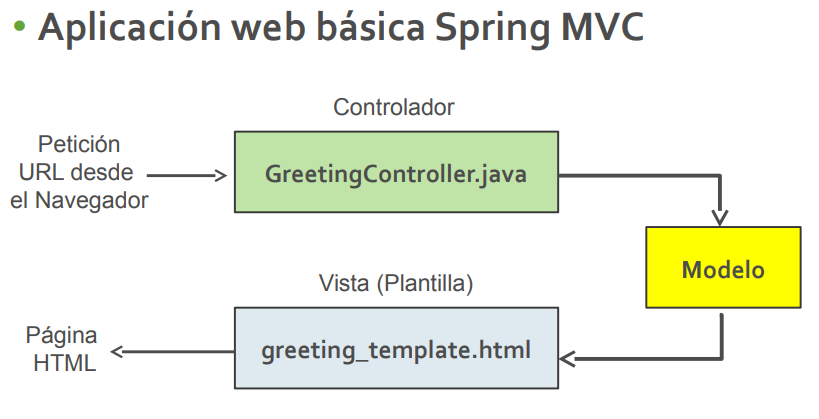 • Aplicación web básica Spring MVC
Controlador
Petición
URL desde
el Navegador
GreetingController.java
Modelo
Vista (Plantilla)
Página
HTML
greeting_template.html